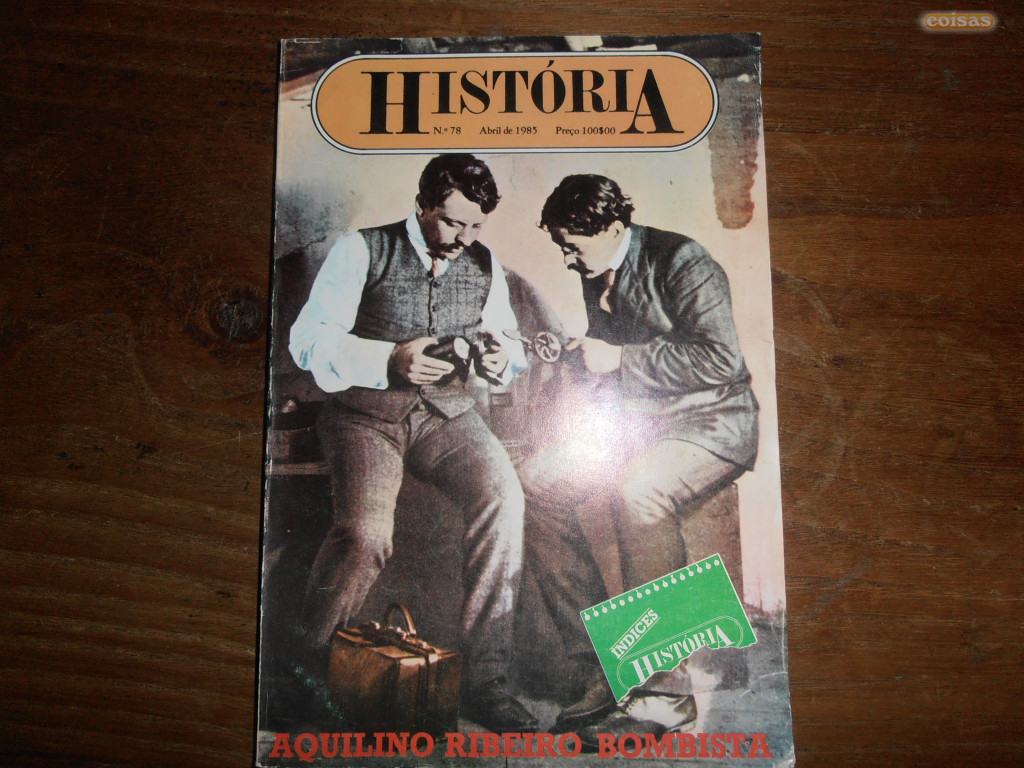 coisas
HISTÓRIA
N.º 78 Abril de 1985 Preço 100$00
ÍNDICES
HISTÓRIA
AQUILINO RIBEIRO BOMBISTA